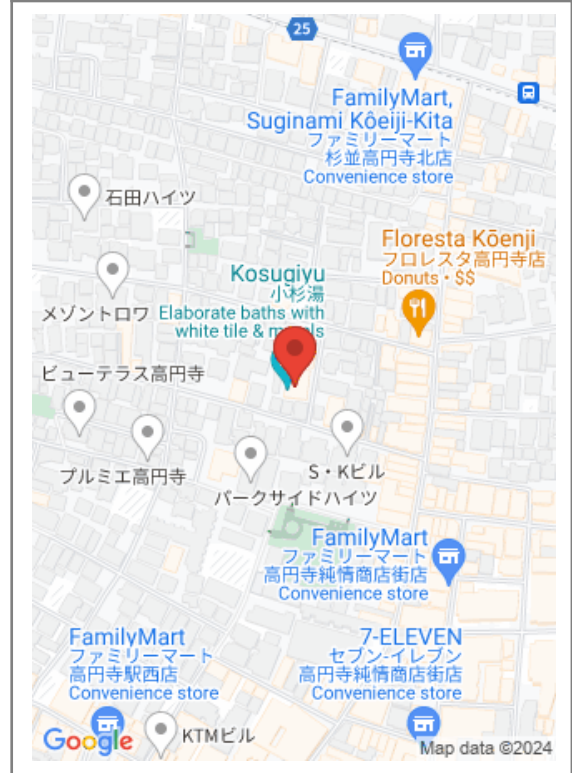 25
FamilyMart,
Suginami Kôeiji-Kita
ファミリーマート
杉並高円寺北店
Convenience store
石田ハイツ
Floresta Kōenji
フロレスタ高円寺店
Donuts • $$
Kosugiyu
小杉湯
Elaborate baths with
white tile & m
ls
メゾントロワ
ビューテラス高円寺
プルミエ高円寺
S・Kビル
パークサイドハイツ
FamilyMart
ファミリーマート
高円寺純情商店街店
Convenience store
FamilyMart
ファミリーマート
高円寺駅西店
Convenience store
7-ELEVEN
セブン-イレブン
高円寺純情商店街店
Convenience store
KTMビル
Google
Map data ©2024